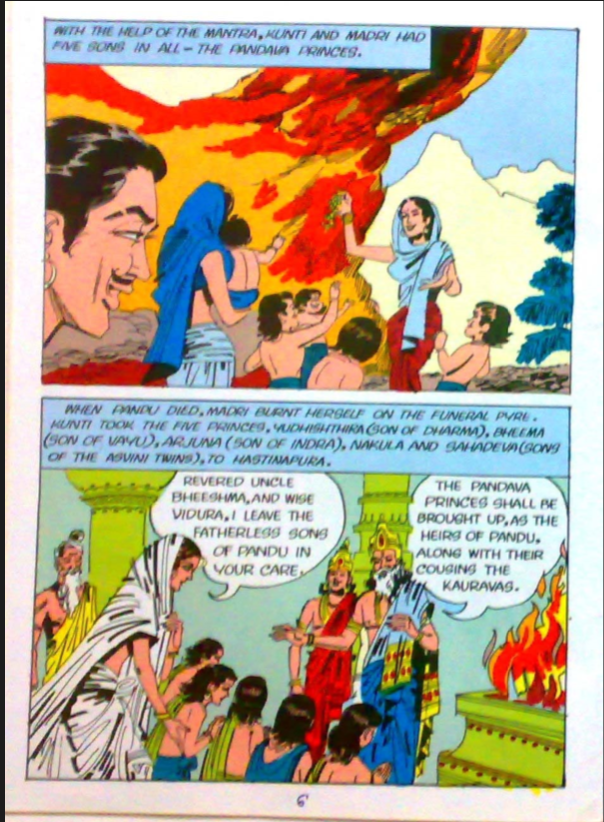 WITH THE HELP OF THE MANTRA, KUNTI AND MADRI HAD
FIVE SONS IN ALL – THE PANDAVA PRINCES.
WHEN PANDU DIED, MADRI BURNT HERSELF ON THE FUNERAL PYRE.
KUNTI TOOK THE FIVE PRINCES, YUDHISHTHIRA (SON OF DHARMA), BHEEMA
(SON OF VAYU), ARJUNA (SON OF INDRA), NAKULA AND SAHADEVA (SONS
OF THE ASVINI TWINS), TO HASTINAPURA.
REVERED UNCLE
BHEESHMA, AND WISE
VIDURA, I LEAVE THE
FATHERLESS SONS
OF PANDU IN
YOUR CARE.
THE PANDAVA
PRINCES SHALL BE
BROUGHT UP, AS THE
HEIRS OF PANDU,
ALONG WITH THEIR
COUSINS THE
KAURAVAS.
6